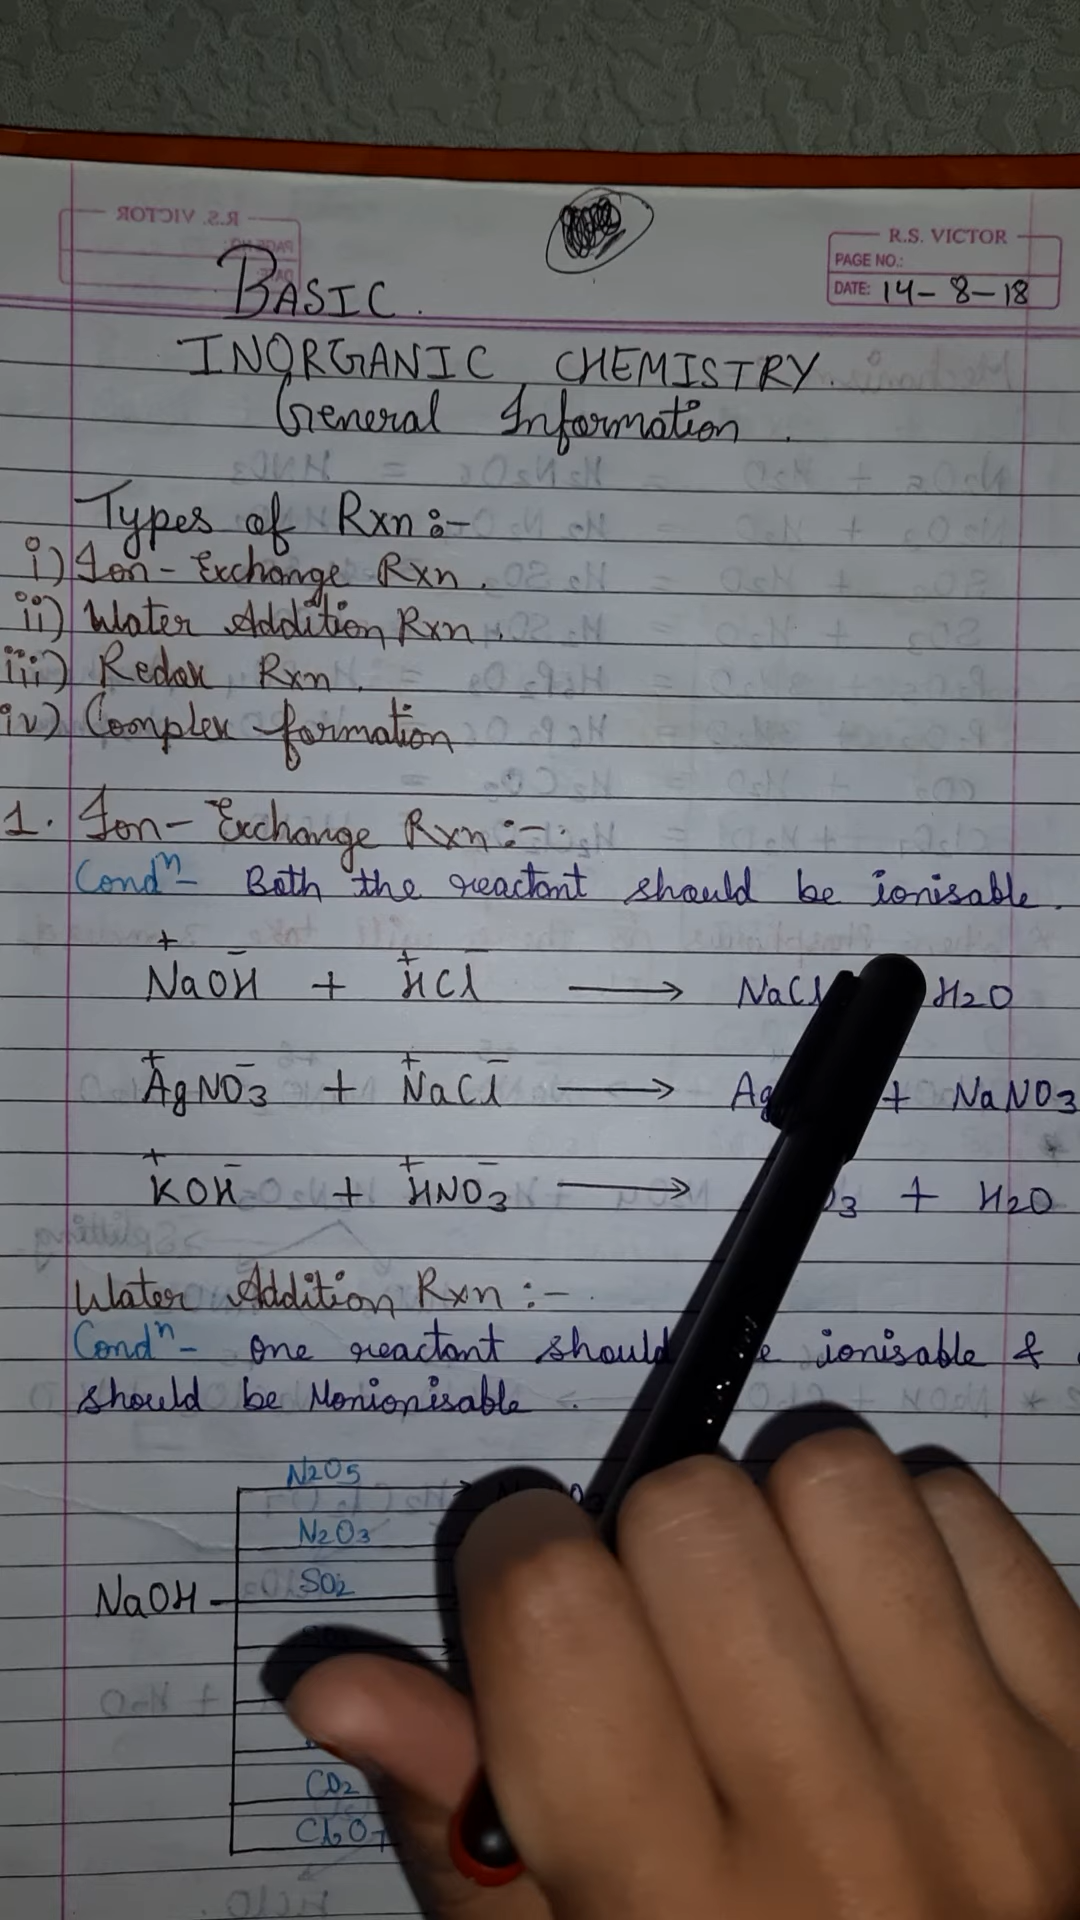 R.S. VICTOR
PAGE NO.:
DATE: 14-8-18
BASIC.
INORGANIC CHEMISTRY.
General Information.
Types of Rxn:-
i) Ion-Exchange Rxn.
ii) Water Addition Rxn.
iii) Redox Rxn.
iv) Complex formation
1. Ion-Exchange Rxn:-
Condⁿ- Both the reactant should be ionisable.
+ - + -
NaOH + HCl ⟶ NaCl H2O
+ - + -
AgNO3 + NaCl ⟶ Ag + NaNO3
+ - + -
KOH + HNO3 ⟶ O3 + H2O
Water Addition Rxn:-
Condⁿ- One reactant should e ionisable &
should be Nonionisable.
N2O5
N2O3
NaOH
SO2
CO2
Cl2O7